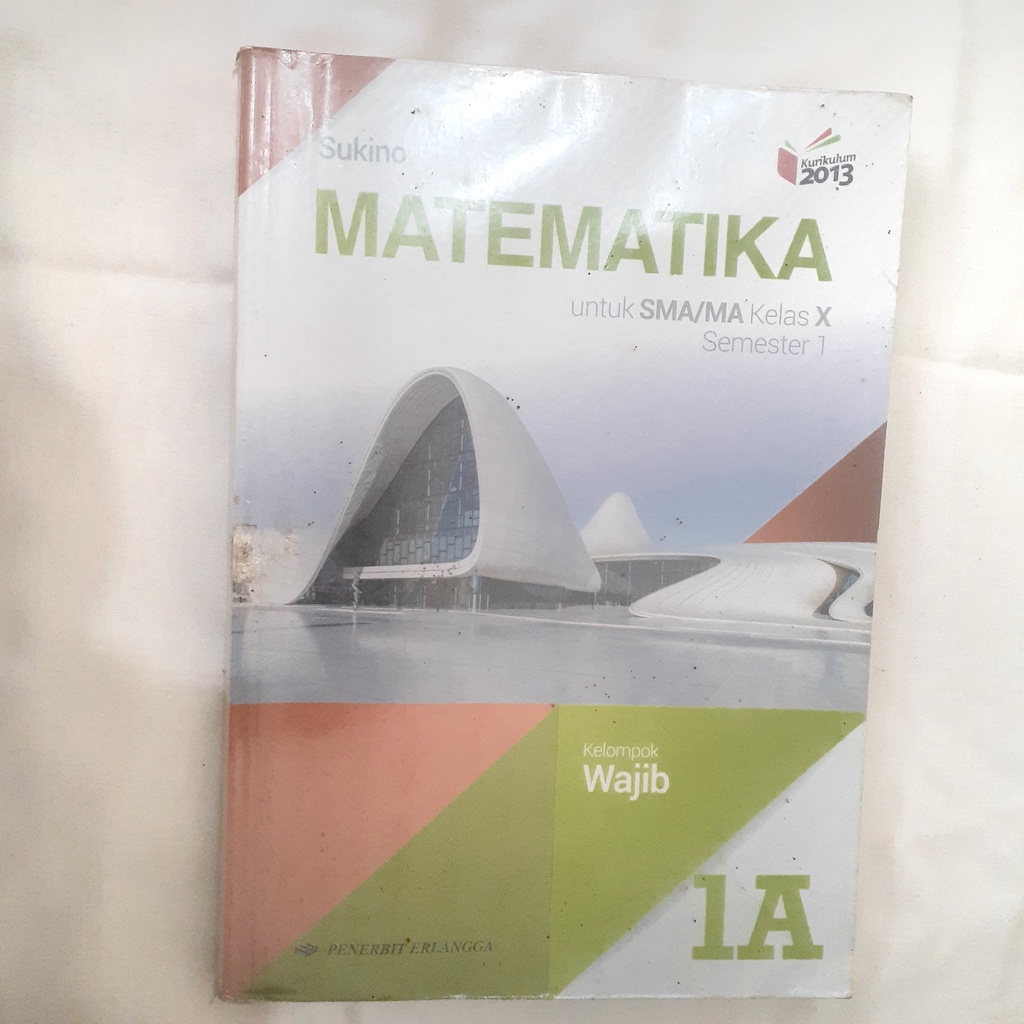 Sukino
Kurikulum
2013
MATEMATIKA
untuk SMA/MA Kelas X
Semester 1
Kelompok
Wajib
1A
PENERBIT ERLANGGA